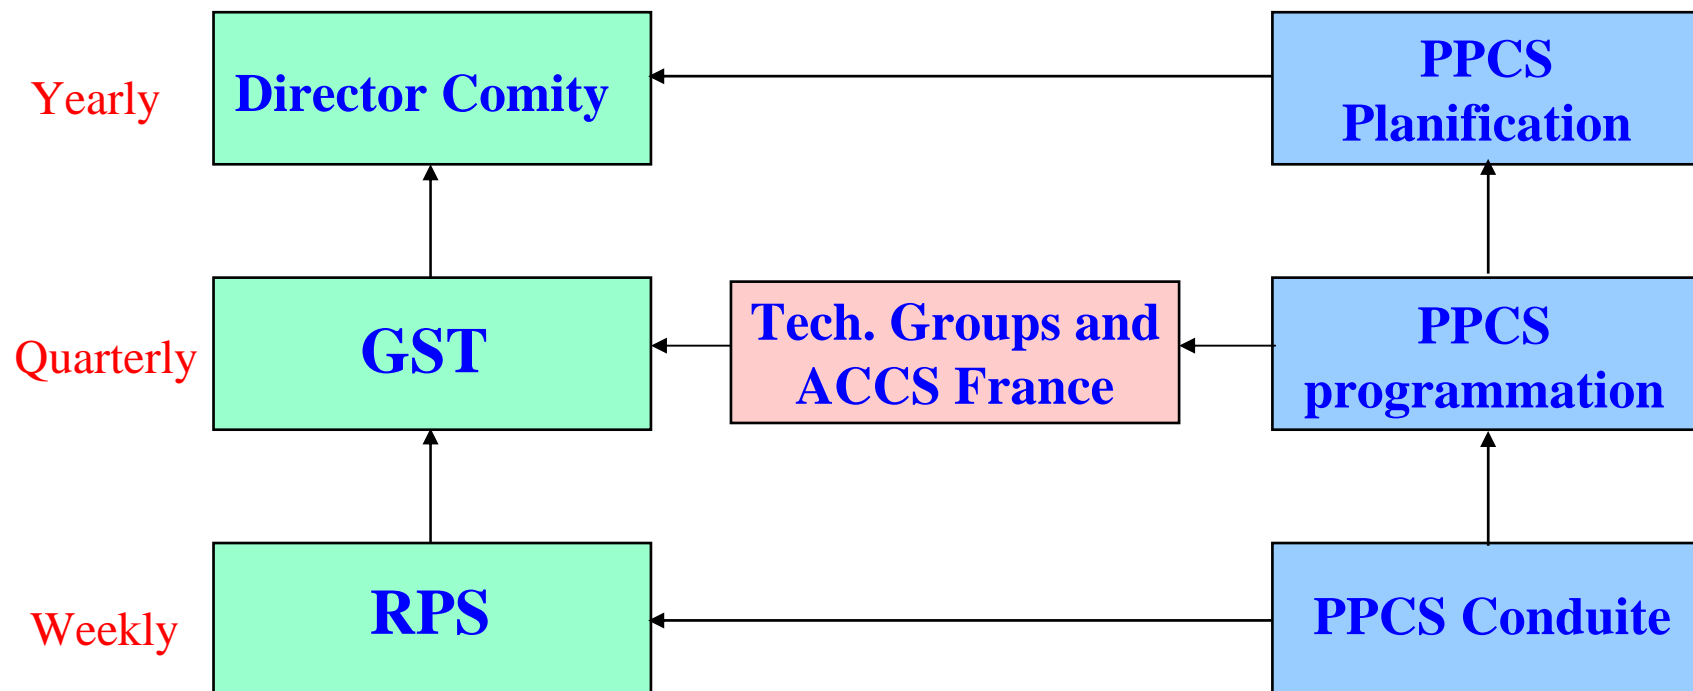 Yearly
Director Comity
PPCS
Planification
Quarterly
GST
Tech. Groups and
ACCS France
PPCS
programmation
Weekly
RPS
PPCS Conduite